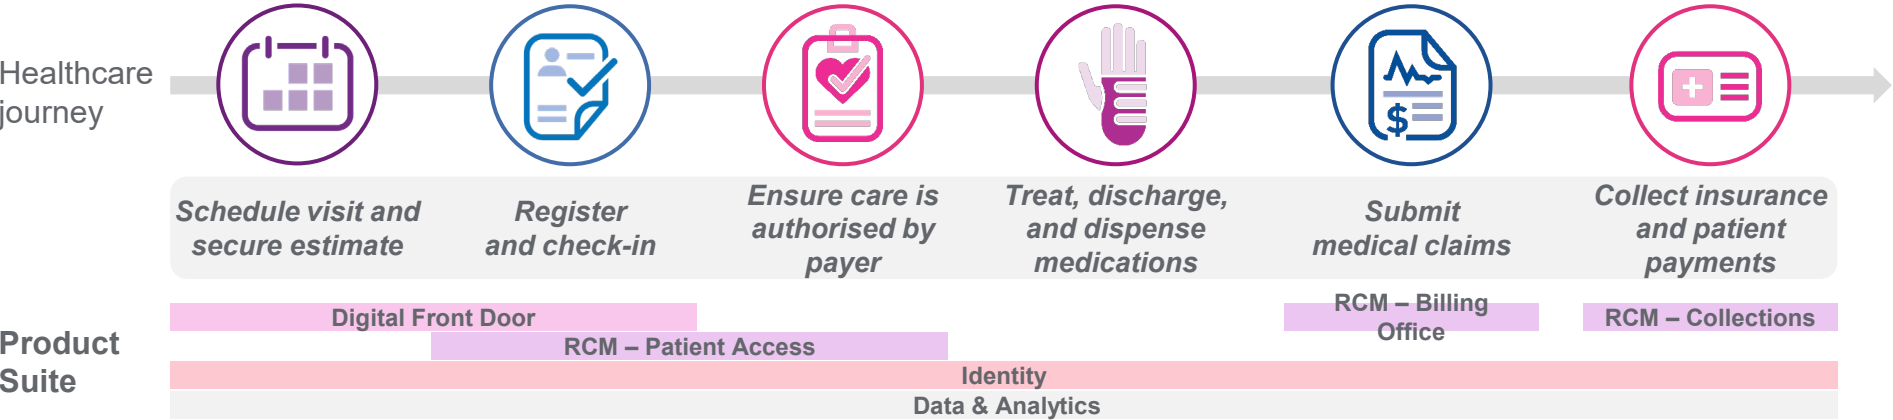 Healthcare
journey
$
Schedule visit and
secure estimate
Register
and check-in
Ensure care is
authorised by
payer
Treat, discharge,
and dispense
medications
Submit
medical claims
Collect insurance
and patient
payments
Product
Suite
Digital Front Door
RCM – Patient Access
RCM – Billing
Office
RCM – Collections
Identity
Data & Analytics